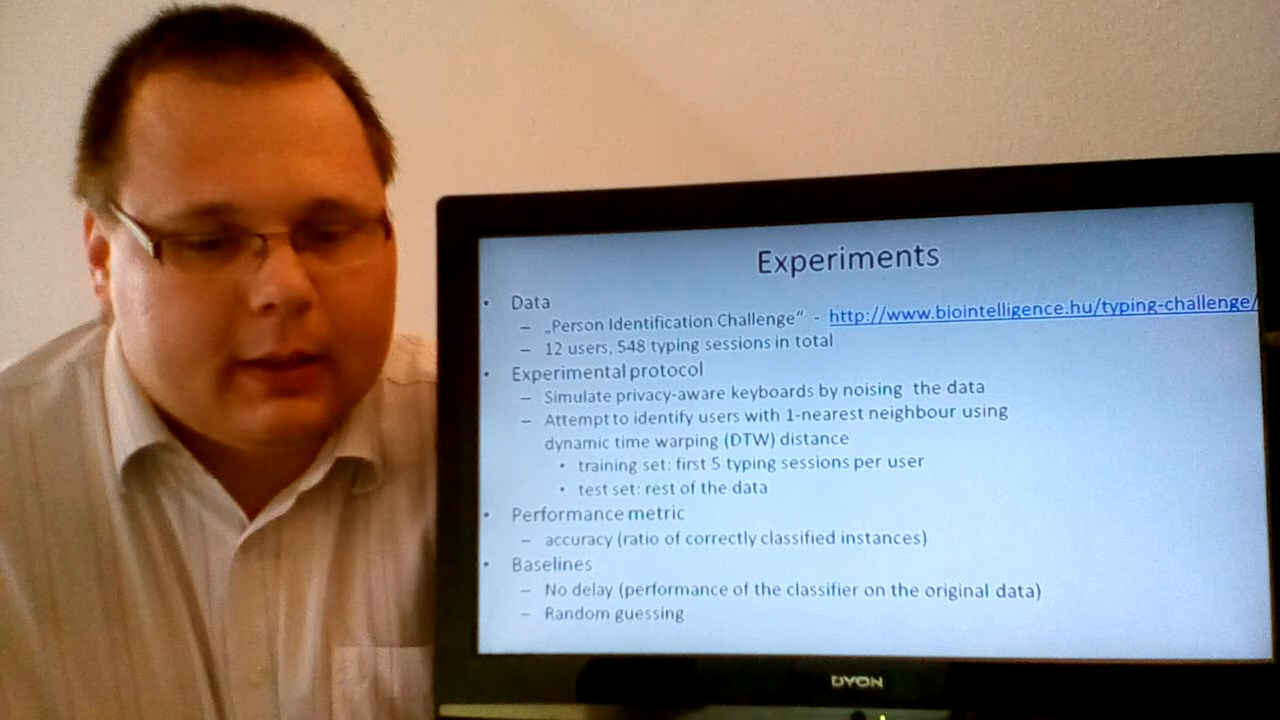 Experiments
• Data
– „Person Identification Challenge“ - http://www.biointelligence.hu/typing-challenge/
– 12 users, 548 typing sessions in total
• Experimental protocol
– Simulate privacy-aware keyboards by noising the data
– Attempt to identify users with 1-nearest neighbour using
dynamic time warping (DTW) distance
• training set: first 5 typing sessions per user
• test set: rest of the data
• Performance metric
– accuracy (ratio of correctly classified instances)
• Baselines
– No delay (performance of the classifier on the original data)
– Random guessing
DYON